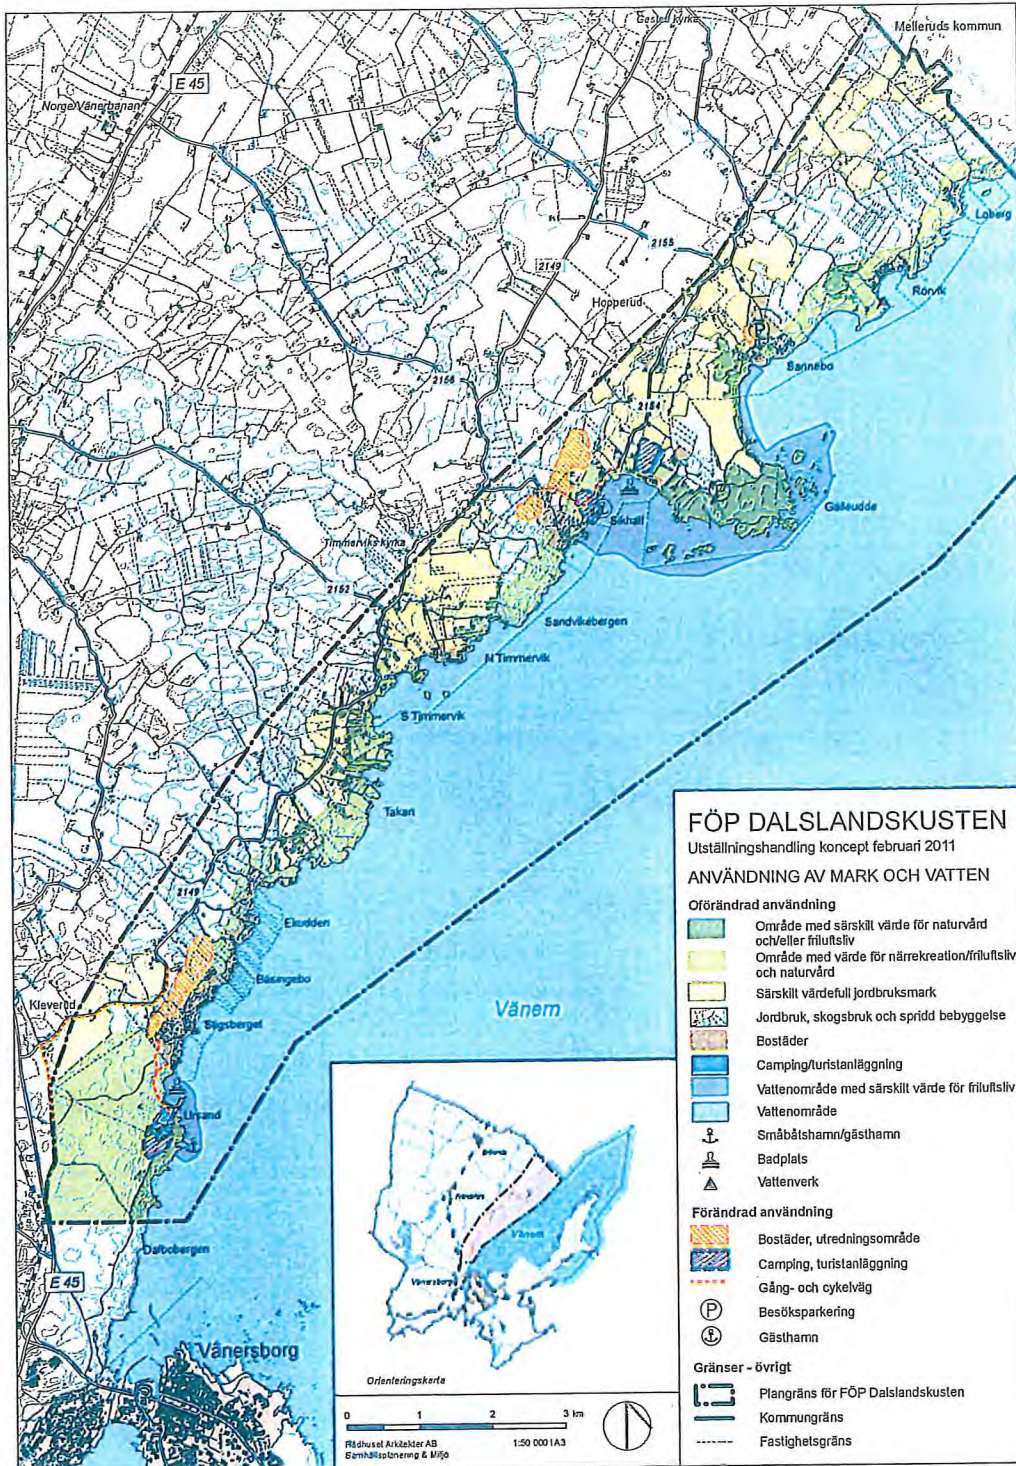 Gestad kyrka
Melleruds kommun
E 45
Norge/Vänerbanan
Loberg
2155
2149
Rörvik
Hopperud
P
Sannebo
2156
2154
Gälleudde
Sikhall
Timmerviks kyrka
2152
Sandvikebergen
N Timmervik
S Timmervik
Takan
2149
Ekudden
Båsingebo
Kleverud
Stigsberget
Vänern
Ursand
Dalbobergen
E 45
Vänersborg
FÖP DALSLANDSKUSTEN
Utställningshandling koncept februari 2011
ANVÄNDNING AV MARK OCH VATTEN
Oförändrad användning
Område med särskilt värde för naturvård
och/eller friluftsliv
Område med värde för närrekreation/friluftsliv
och naturvård
Särskilt värdefull jordbruksmark
Jordbruk, skogsbruk och spridd bebyggelse
Bostäder
Camping/turistanläggning
Vattenområde med särskilt värde för friluftsliv
Vattenområde
Småbåtshamn/gästhamn
Badplats
Vattenverk
Förändrad användning
Bostäder, utredningsområde
Camping, turistanläggning
Gång- och cykelväg
P Besöksparkering
Gästhamn
Gränser - övrigt
Plangräns för FÖP Dalslandskusten
Kommungräns
Fastighetsgräns
Vänern
Vänersborg
Orienteringskarta
0 1 2 3 km
Rådhuset Arkitekter AB
Samhällsplanering & Miljö
1:50 000 I A3